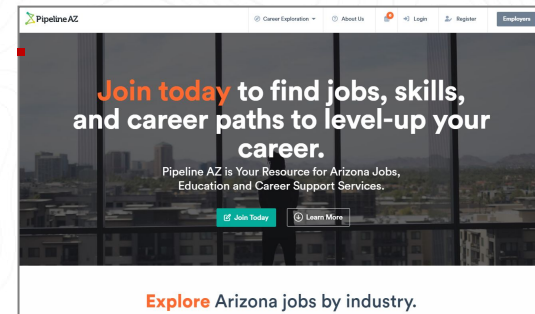 Pipeline AZ
Career Exploration
About Us
Login
Register
Employers
Join today to find jobs, skills,
and career paths to level-up your
career.
Pipeline AZ is Your Resource for Arizona Jobs,
Education and Career Support Services.
Join Today
Learn More
Explore Arizona jobs by industry.